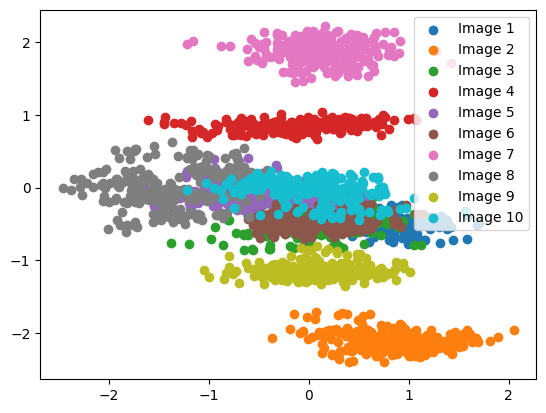 2
1
0
−1
−2
−2
−1
0
1
2
Image 1
Image 2
Image 3
Image 4
Image 5
Image 6
Image 7
Image 8
Image 9
Image 10